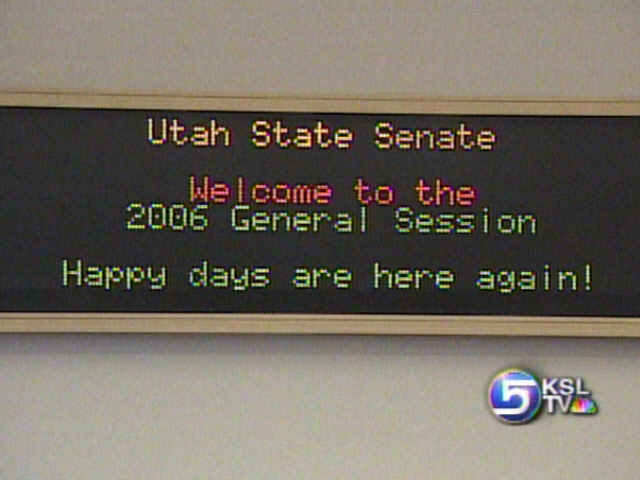 Utah State Senate
Welcome to the
2006 General Session
Happy days are here again!
5 KSL
TV